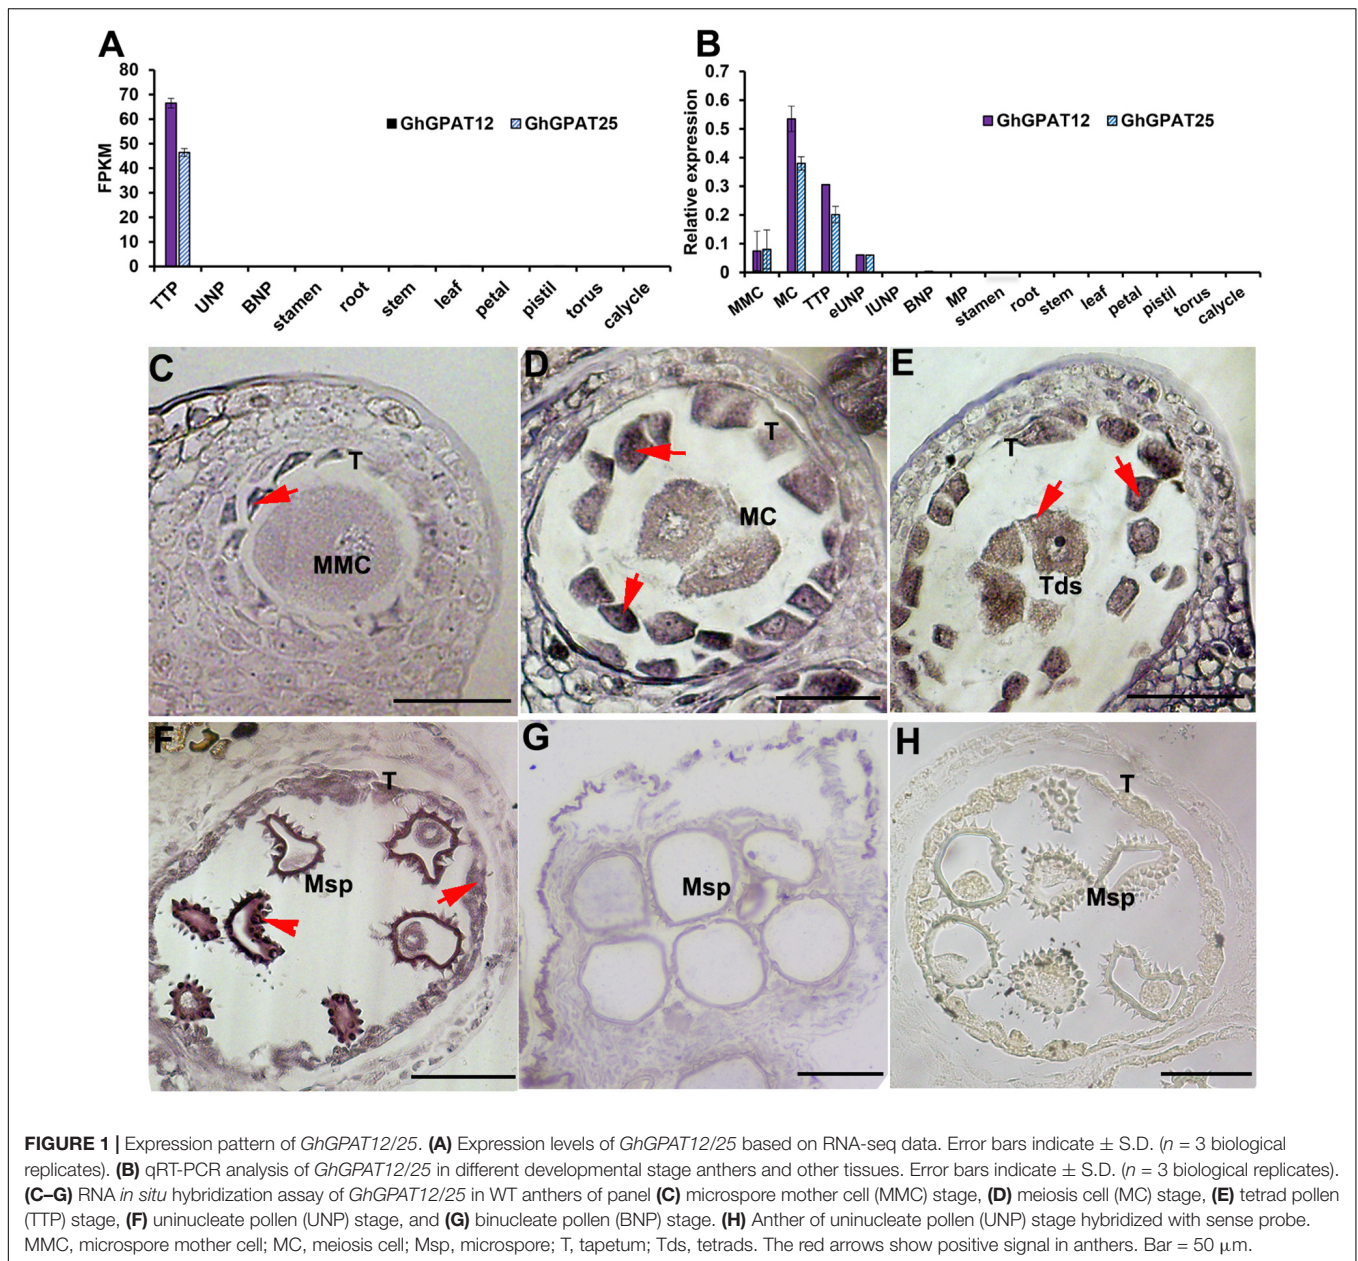 A
B
80
70
60
50
40
30
20
10
0
FPKM
GhGPAT12 GhGPAT25
TTP UNP BNP stamen root stem leaf petal pistil torus calycle
0.7
0.6
0.5
0.4
0.3
0.2
0.1
0
Relative expression
GhGPAT12 GhGPAT25
MMC MC TTP eUNP lUNP BNP MP stamen root stem leaf petal pistil torus calycle
C
T
MMC
D
T
MC
E
T
Tds
F
T
Msp
G
Msp
H
T
Msp
FIGURE 1 | Expression pattern of GhGPAT12/25. (A) Expression levels of GhGPAT12/25 based on RNA-seq data. Error bars indicate ± S.D. (n = 3 biological
replicates). (B) qRT-PCR analysis of GhGPAT12/25 in different developmental stage anthers and other tissues. Error bars indicate ± S.D. (n = 3 biological replicates).
(C–G) RNA in situ hybridization assay of GhGPAT12/25 in WT anthers of panel (C) microspore mother cell (MMC) stage, (D) meiosis cell (MC) stage, (E) tetrad pollen
(TTP) stage, (F) uninucleate pollen (UNP) stage, and (G) binucleate pollen (BNP) stage. (H) Anther of uninucleate pollen (UNP) stage hybridized with sense probe.
MMC, microspore mother cell; MC, meiosis cell; Msp, microspore; T, tapetum; Tds, tetrads. The red arrows show positive signal in anthers. Bar = 50 μm.